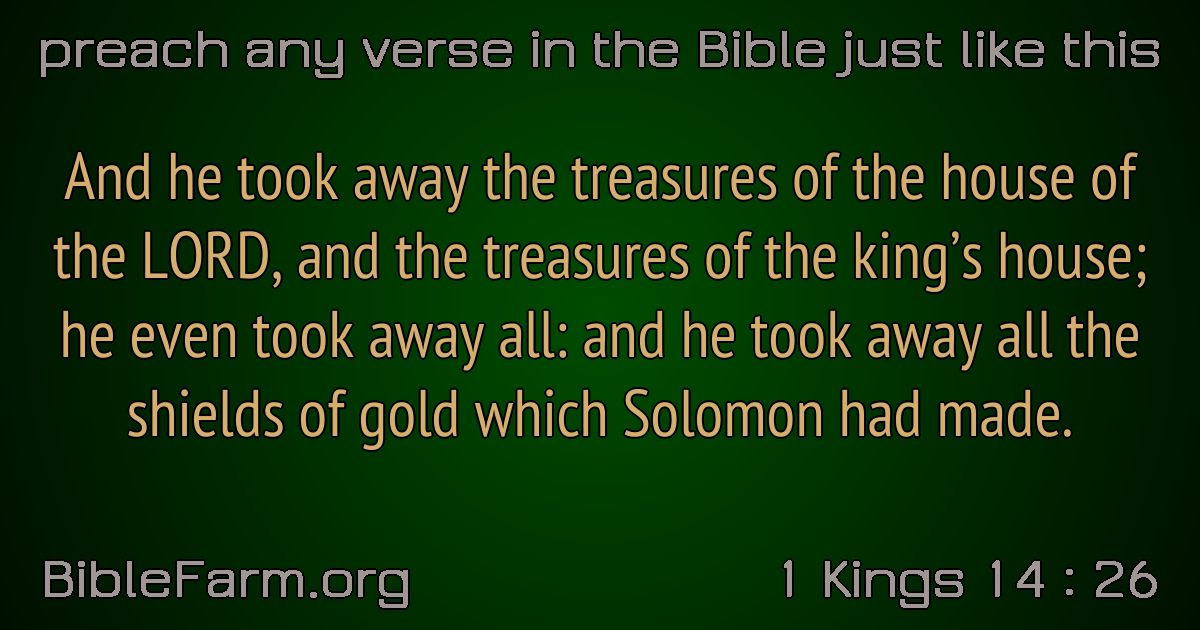 preach any verse in the Bible just like this
And he took away the treasures of the house of
the LORD, and the treasures of the king’s house;
he even took away all: and he took away all the
shields of gold which Solomon had made.
BibleFarm.org
1 Kings 14 : 26